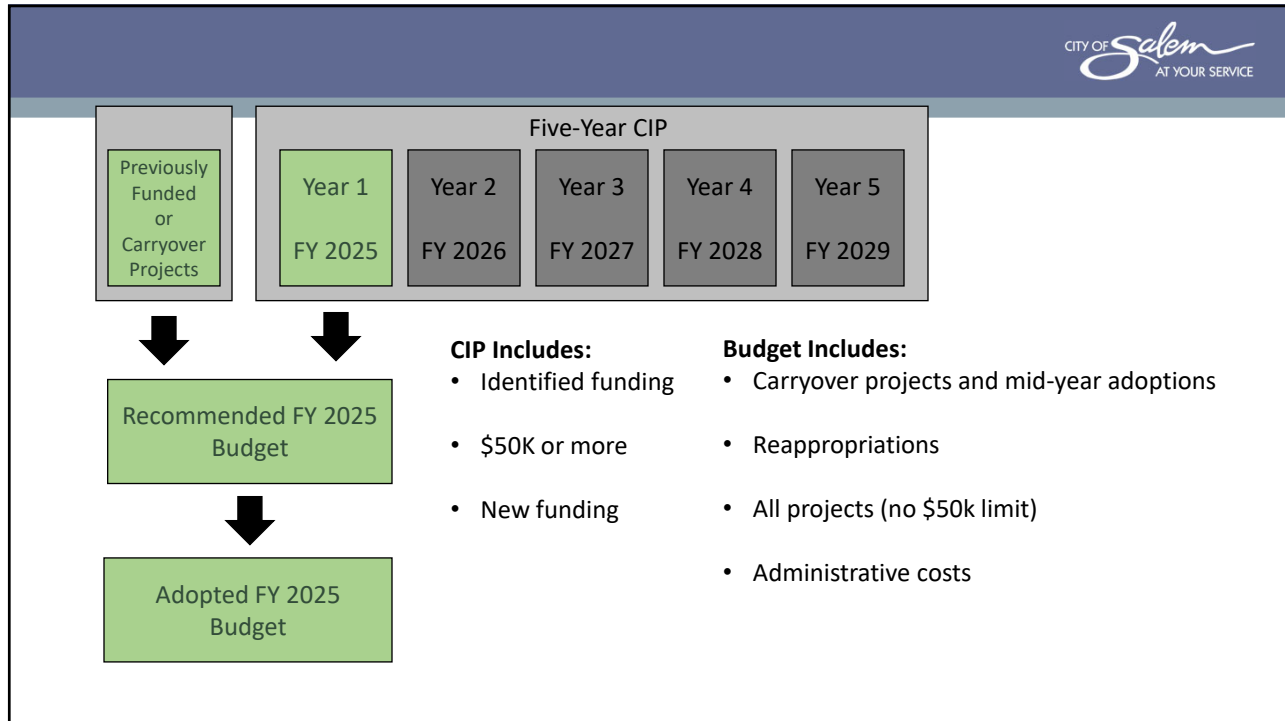 CITY OF Salem
AT YOUR SERVICE
Previously
Funded
or
Carryover
Projects
Five-Year CIP
Year 1
FY 2025
Year 2
FY 2026
Year 3
FY 2027
Year 4
FY 2028
Year 5
FY 2029
Recommended FY 2025
Budget
Adopted FY 2025
Budget
CIP Includes:
• Identified funding
• $50K or more
• New funding
Budget Includes:
• Carryover projects and mid-year adoptions
• Reappropriations
• All projects (no $50k limit)
• Administrative costs